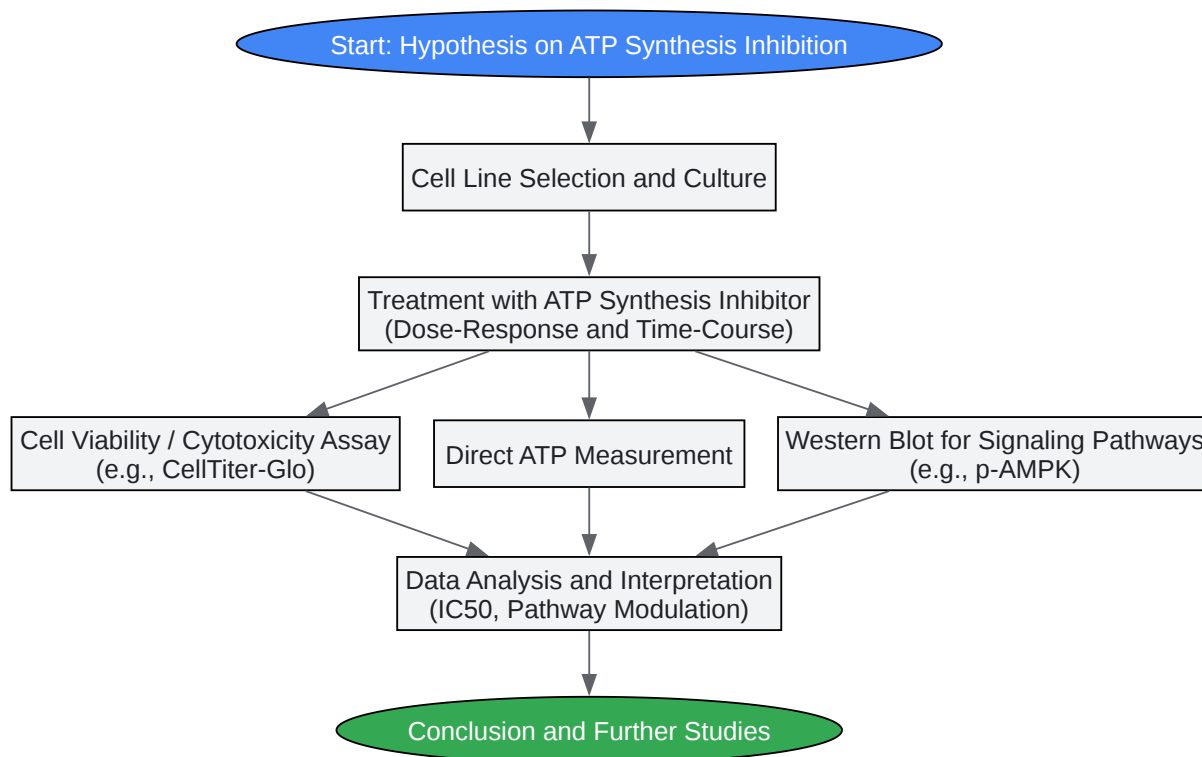 Start: Hypothesis on ATP Synthesis Inhibition
Cell Line Selection and Culture
Treatment with ATP Synthesis Inhibitor
(Dose-Response and Time-Course)
Cell Viability / Cytotoxicity Assay
(e.g., CellTiter-Glo)
Direct ATP Measurement
Western Blot for Signaling Pathways
(e.g., p-AMPK)
Data Analysis and Interpretation
(IC50, Pathway Modulation)
Conclusion and Further Studies